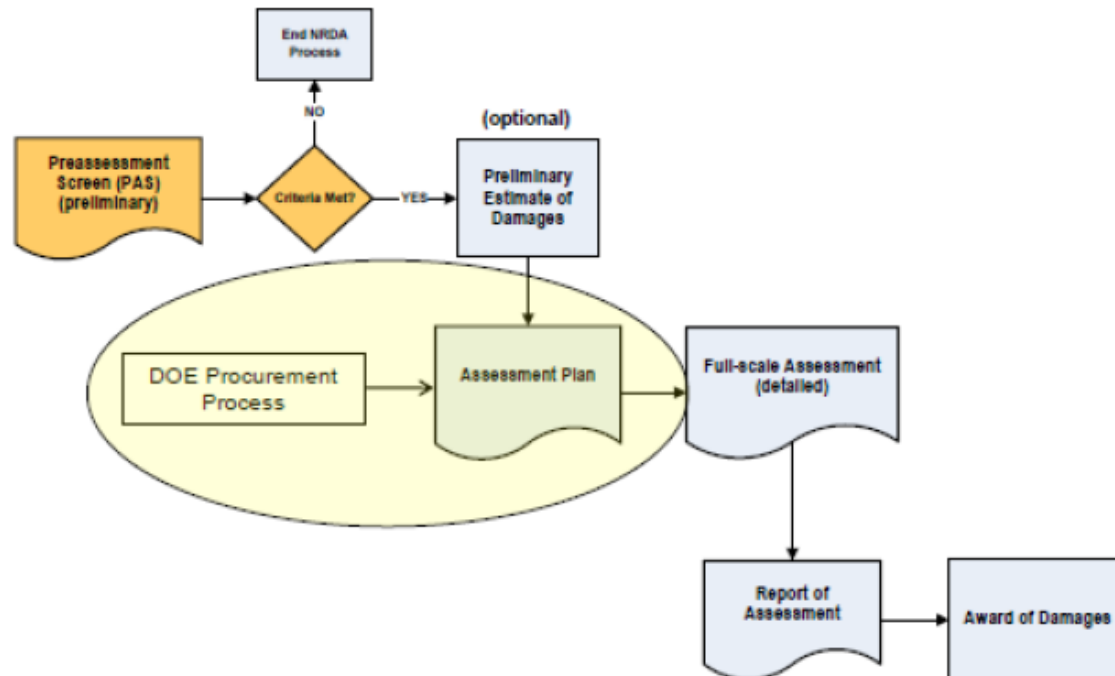 End NRDA
Process
NO
(optional)
Preassessment
Screen (PAS)
(preliminary)
Criteria Met?
YES
Preliminary
Estimate of
Damages
DOE Procurement
Process
Assessment Plan
Full-scale Assessment
(detailed)
Report of
Assessment
Award of Damages